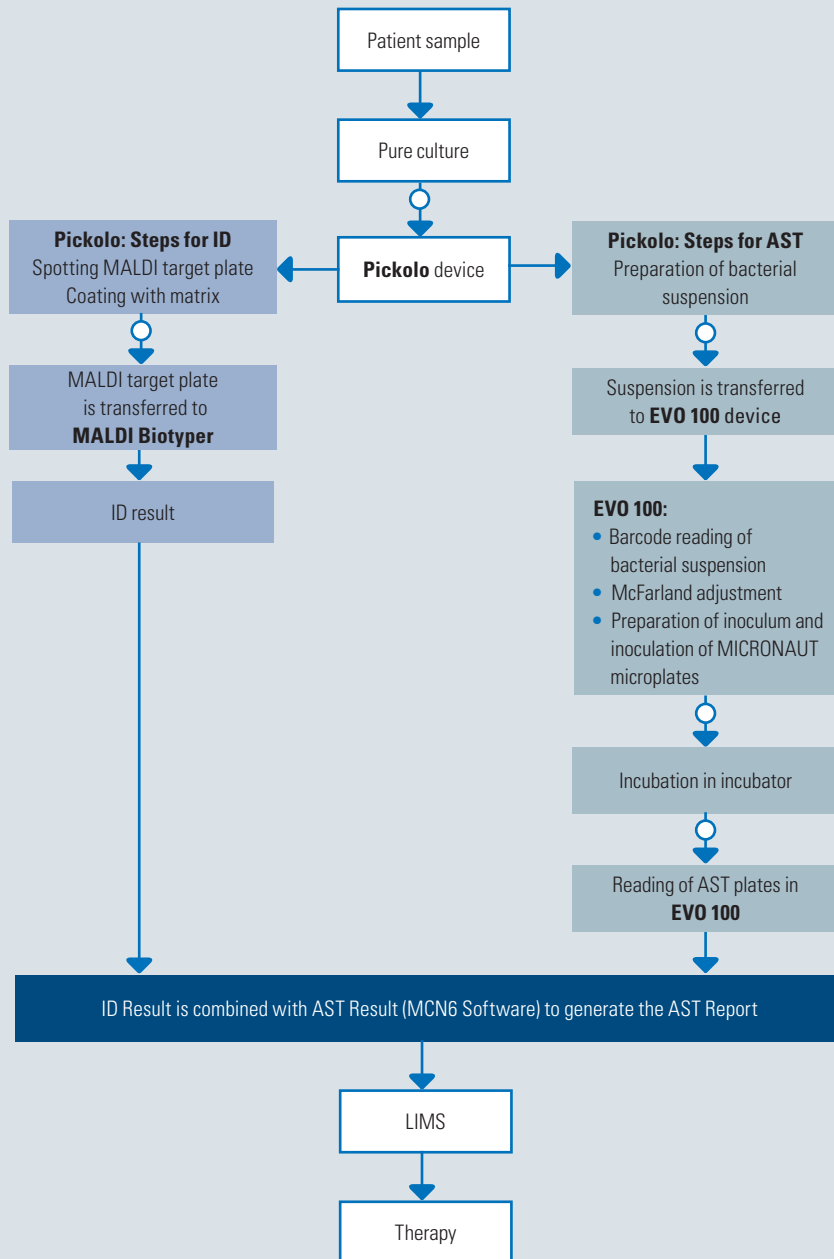 Patient sample
Pure culture
Pickolo: Steps for ID
Spotting MALDI target plate
Coating with matrix
Pickolo device
Pickolo: Steps for AST
Preparation of bacterial
suspension
MALDI target plate
is transferred to
MALDI Biotyper
Suspension is transferred
to EVO 100 device
ID result
EVO 100:
• Barcode reading of
bacterial suspension
• McFarland adjustment
• Preparation of inoculum and
inoculation of MICRONAUT
microplates
Incubation in incubator
Reading of AST plates in
EVO 100
ID Result is combined with AST Result (MCN6 Software) to generate the AST Report
LIMS
Therapy